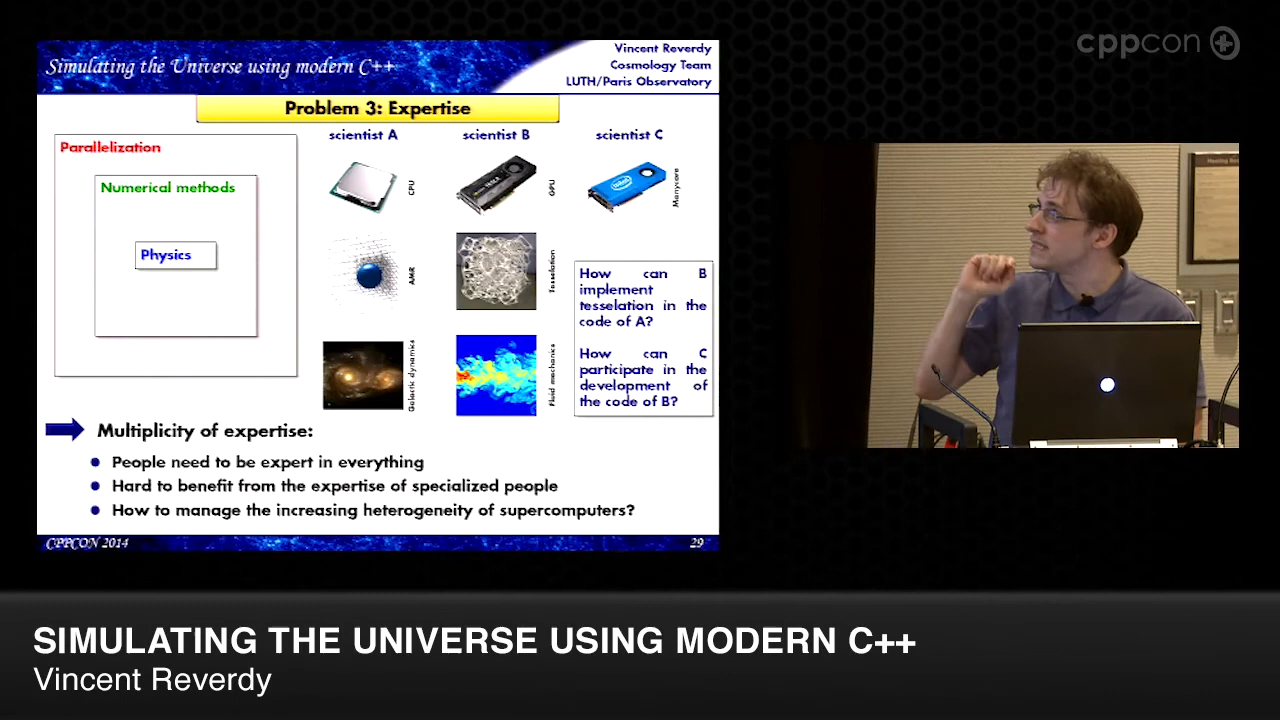 cppcon
Simulating the Universe using modern C++
Vincent Reverdy
Cosmology Team
LUTH/Paris Observatory
Problem 3: Expertise
Parallelization
Numerical methods
Physics
scientist A
scientist B
scientist C
CPU
GPU
Manycore
intel
AMR
Tesselation
Galactic dynamics
Fluid mechanics
How can B
implement
tesselation in the
code of A?
How can C
participate in the
development of
the code of B?
Multiplicity of expertise:
People need to be expert in everything
Hard to benefit from the expertise of specialized people
How to manage the increasing heterogeneity of supercomputers?
CPPCON 2014
29
SIMULATING THE UNIVERSE USING MODERN C++
Vincent Reverdy